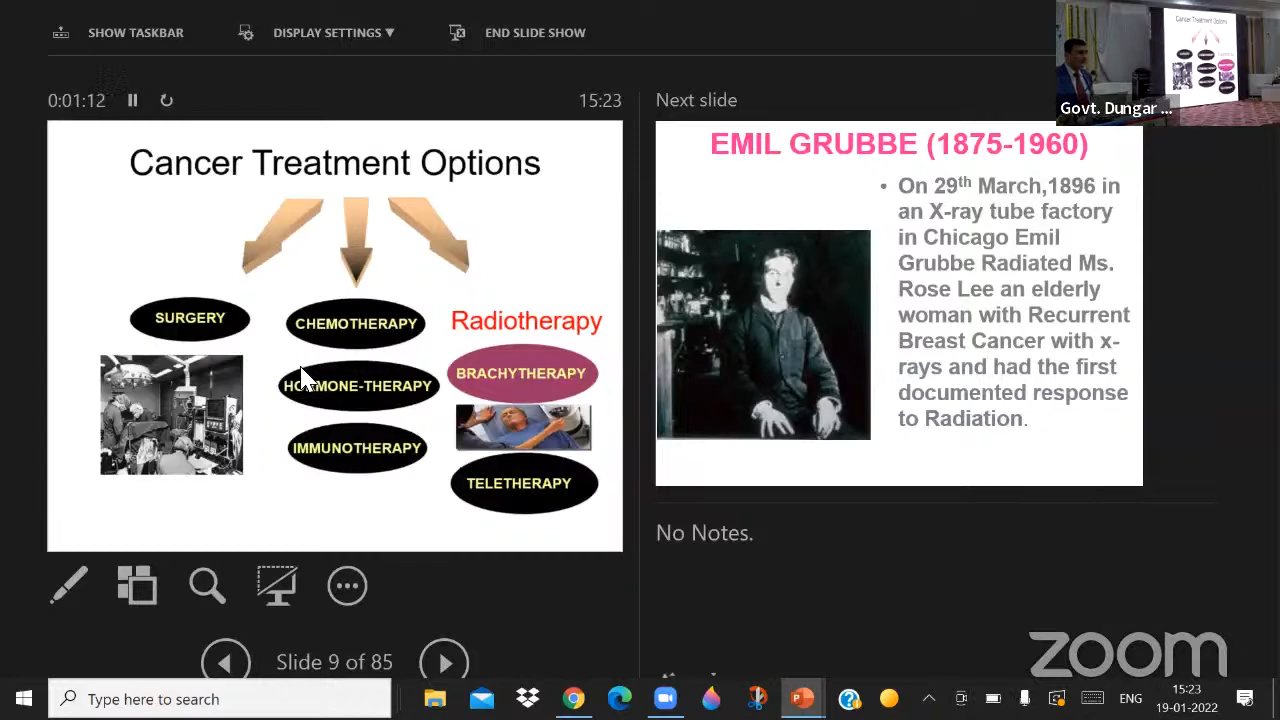 SHOW TASKBAR
DISPLAY SETTINGS ▼
END SLIDE SHOW
0:01:12
15:23
Next slide
Cancer Treatment Options
SURGERY
CHEMOTHERAPY
HORMONE-THERAPY
IMMUNOTHERAPY
Radiotherapy
BRACHYTHERAPY
TELETHERAPY
EMIL GRUBBE (1875-1960)
• On 29th March,1896 in
an X-ray tube factory
in Chicago Emil
Grubbe Radiated Ms.
Rose Lee an elderly
woman with Recurrent
Breast Cancer with x-
rays and had the first
documented response
to Radiation.
No Notes.
Slide 9 of 85
Cancer Treatment Options
Govt. Dungar ...
zoom
Type here to search
ENG
15:23
19-01-2022